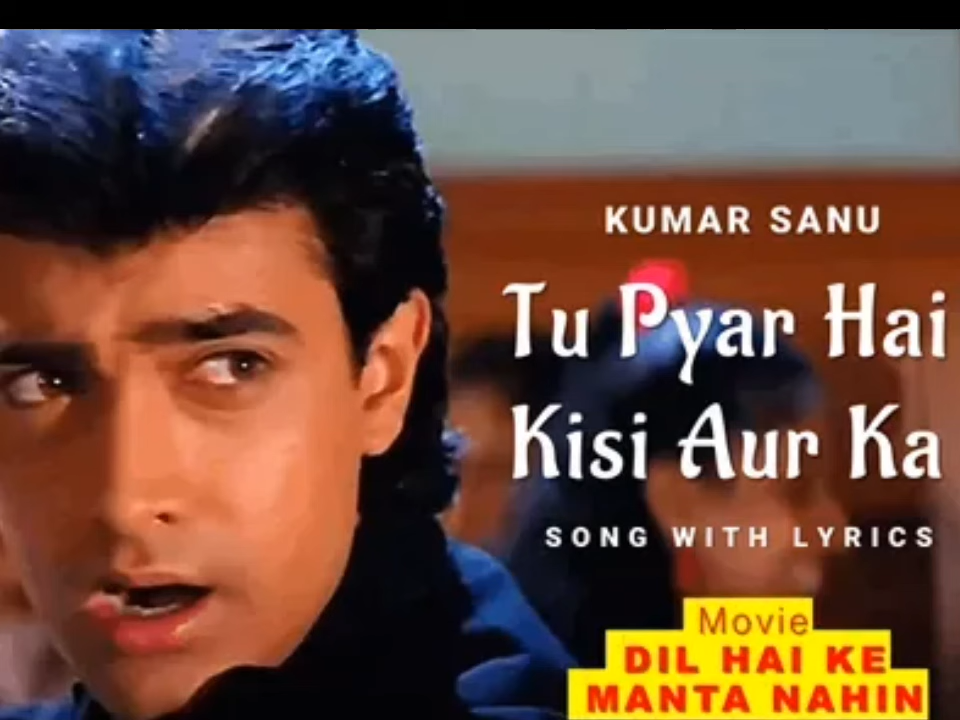 KUMAR SANU
Tu Pyar Hai
Kisi Aur Ka
SONG WITH LYRICS
Movie
DIL HAI KE
MANTA NAHIN